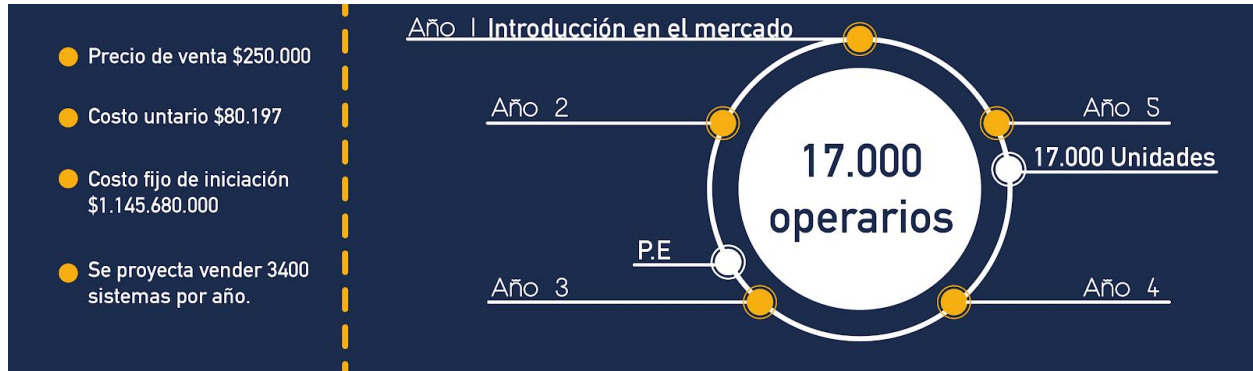 Precio de venta $250.000
Costo untario $80.197
Costo fijo de iniciación
$1.145.680.000
Se proyecta vender 3400
sistemas por año.
Año 1 Introducción en el mercado
Año 2
Año 5
17.000 Unidades
17.000
operarios
P.E
Año 3
Año 4